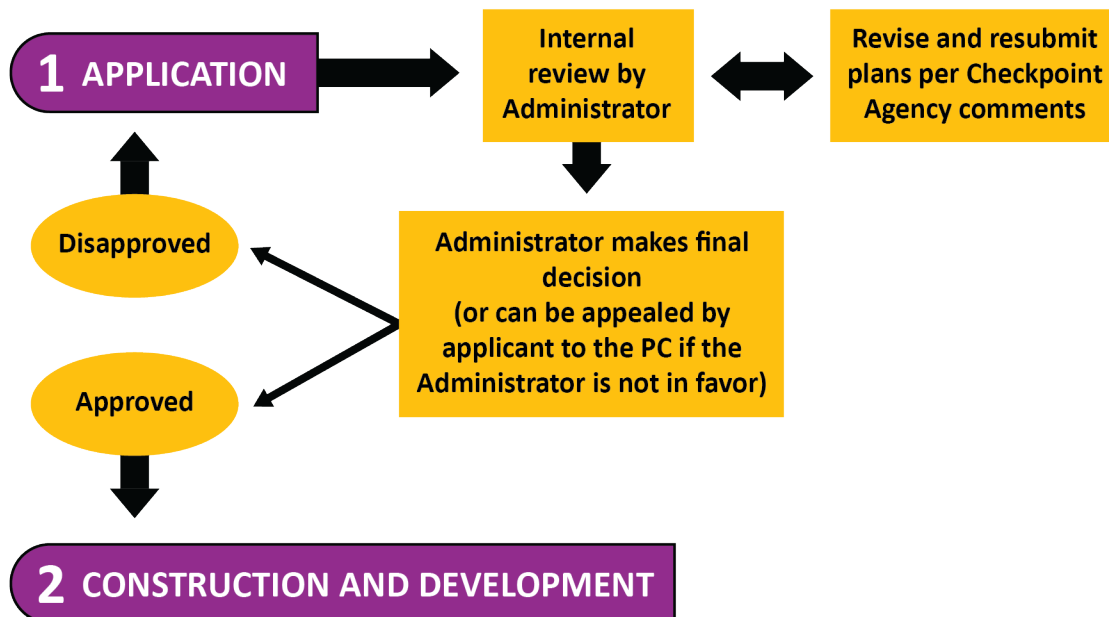 1 APPLICATION
Internal
review by
Administrator
Revise and resubmit
plans per Checkpoint
Agency comments
Disapproved
Administrator makes final
decision
(or can be appealed by
applicant to the PC if the
Administrator is not in favor)
Approved
2 CONSTRUCTION AND DEVELOPMENT